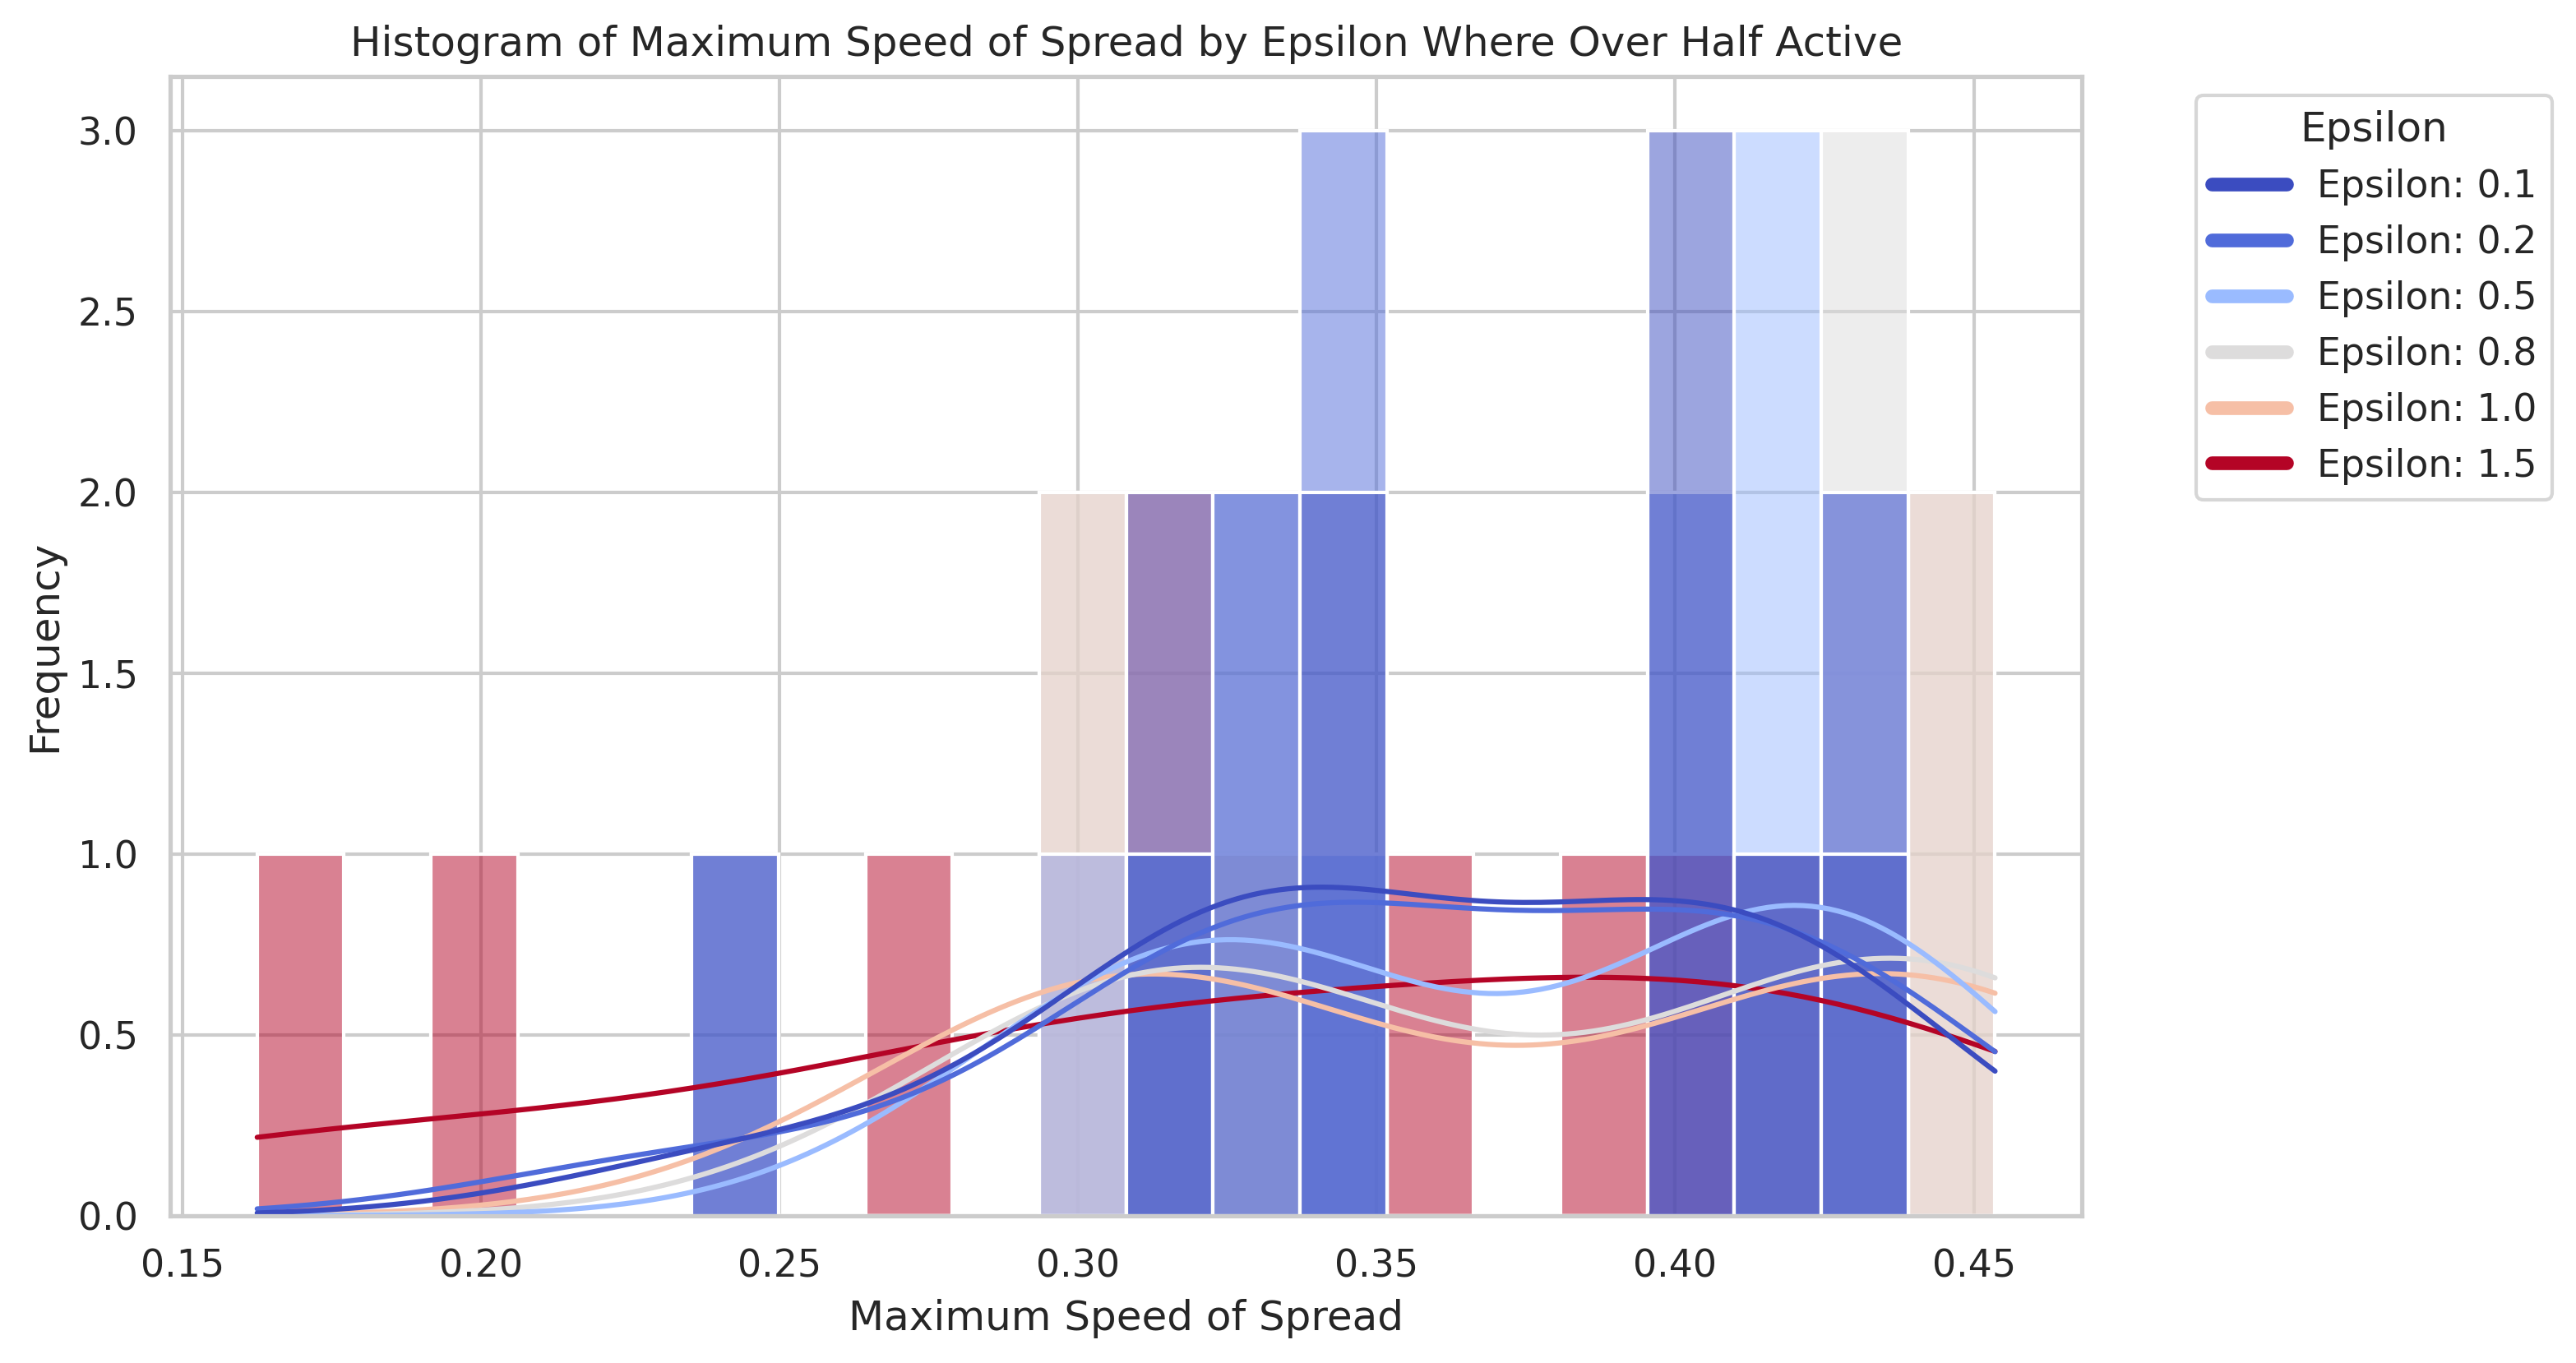 Histogram of Maximum Speed of Spread by Epsilon Where Over Half Active
3.0
2.5
2.0
1.5
1.0
0.5
0.0
Frequency
0.15 0.20 0.25 0.30 0.35 0.40 0.45
Maximum Speed of Spread
Epsilon
Epsilon: 0.1
Epsilon: 0.2
Epsilon: 0.5
Epsilon: 0.8
Epsilon: 1.0
Epsilon: 1.5